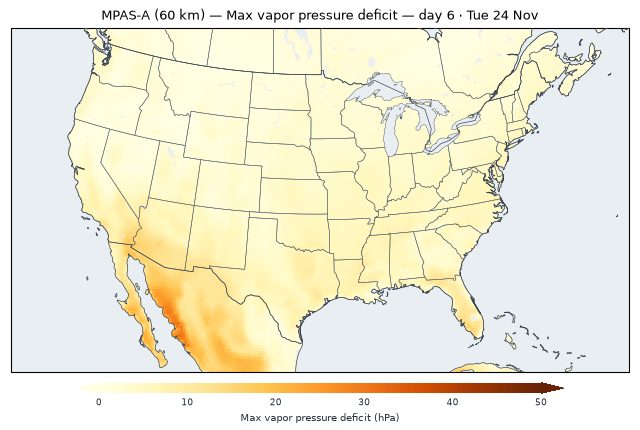 MPAS-A (60 km) — Max vapor pressure deficit — day 6 · Tue 24 Nov
0 10 20 30 40 50
Max vapor pressure deficit (hPa)